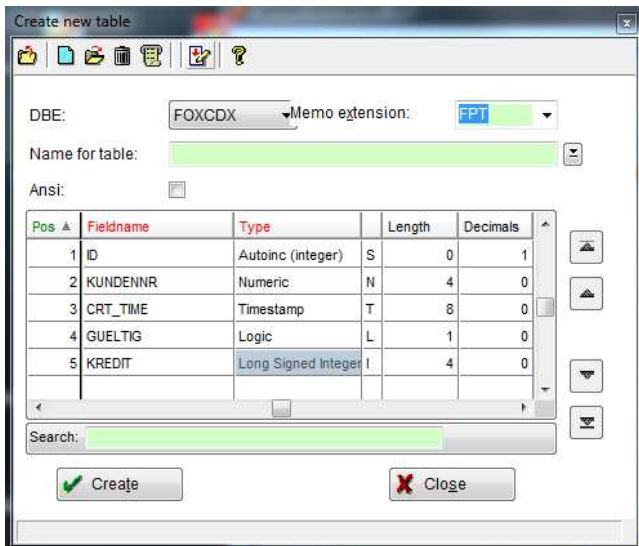 Create new table
DBE: FOXCDX Memo extension: FPT
Name for table:
Ansi:
Pos Fieldname Type Length Decimals
1 ID Autoinc (integer) S 0 1
2 KUNDENNR Numeric N 4 0
3 CRT_TIME Timestamp T 8 0
4 GUELTIG Logic L 1 0
5 KREDIT Long Signed Integer I 4 0
Search:
Create Close